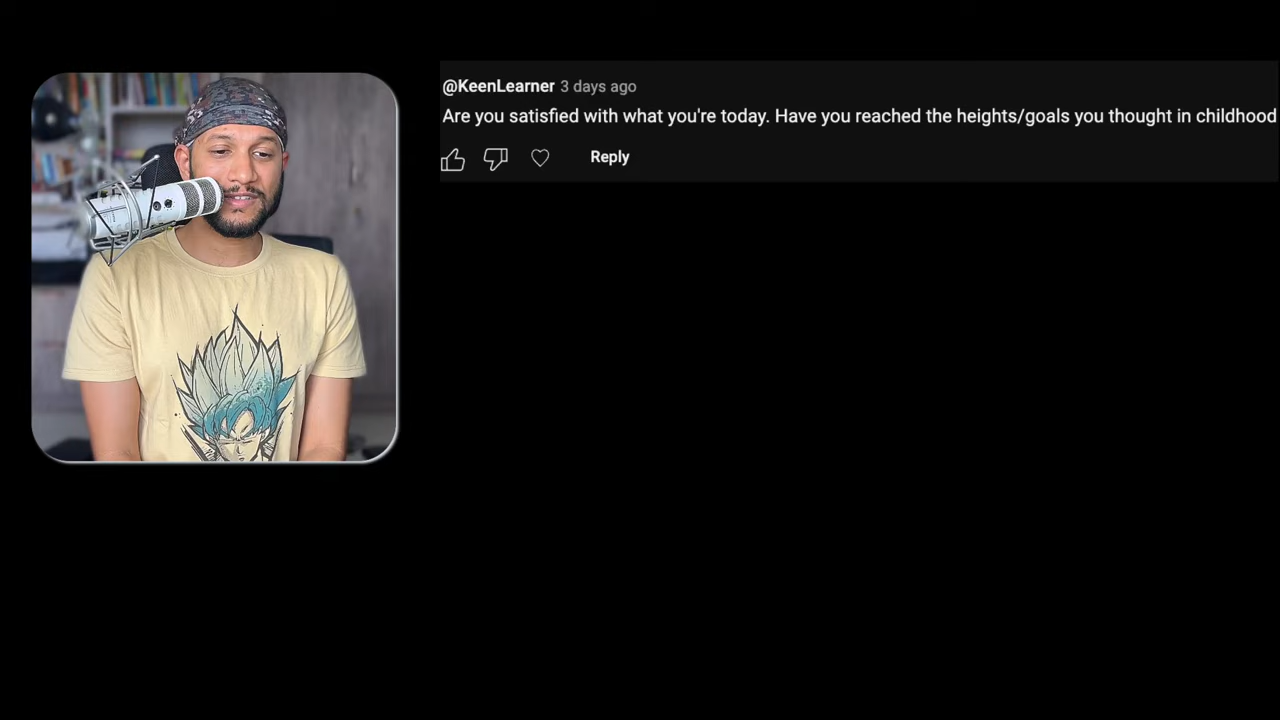 @KeenLearner 3 days ago
Are you satisfied with what you're today. Have you reached the heights/goals you thought in childhood
Reply